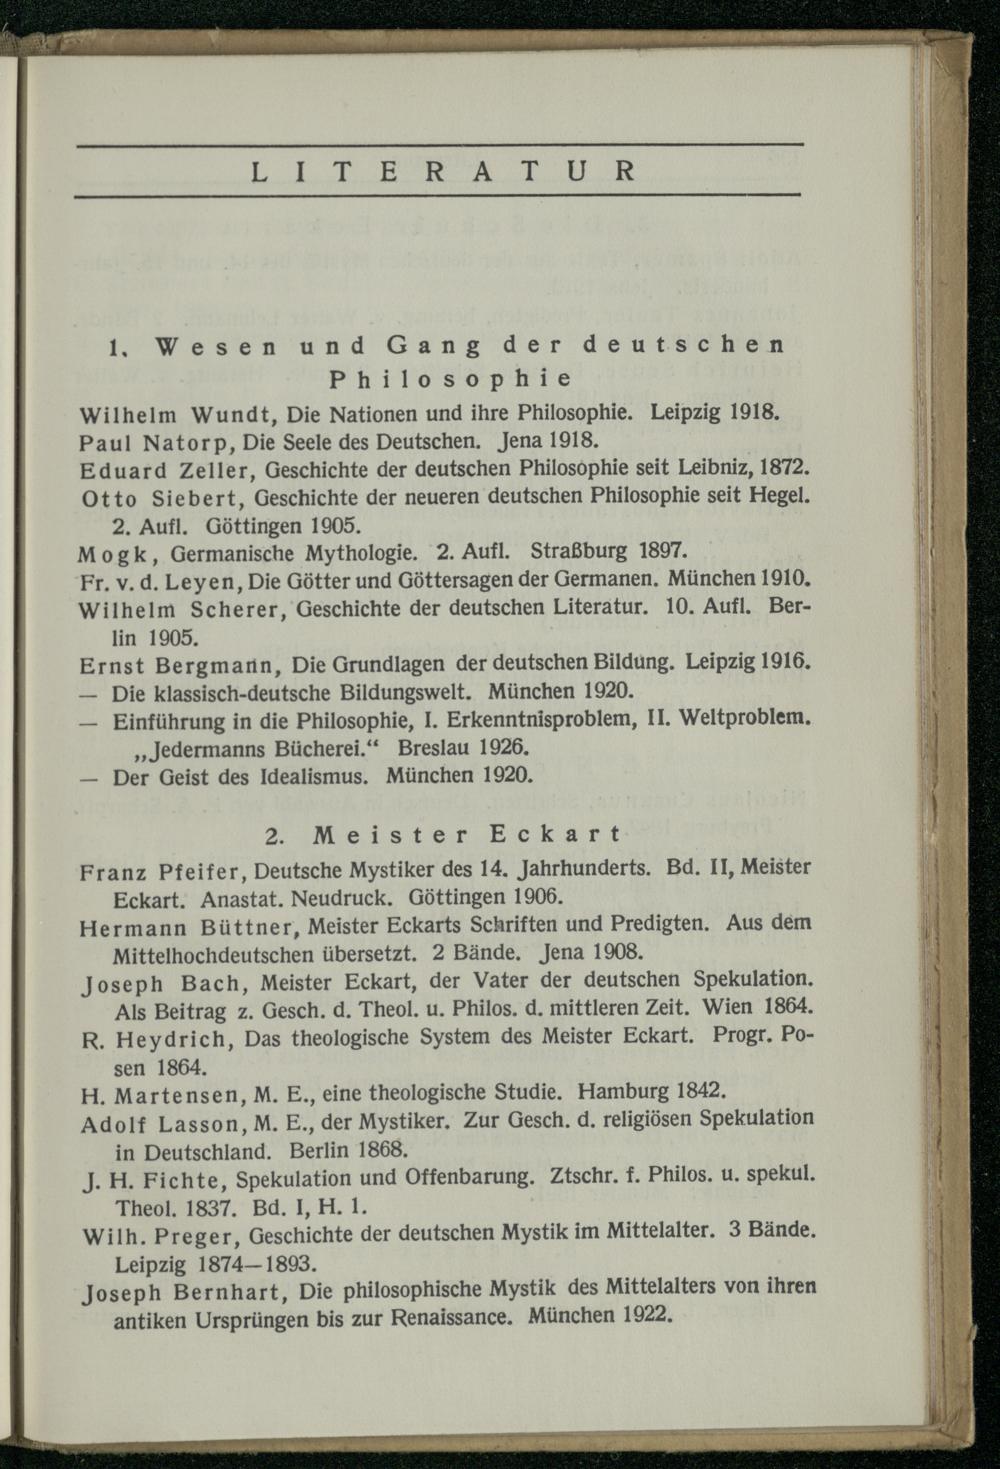 LITERATUR
1. Wesen und Gang der deutschen
Philosophie
Wilhelm Wundt, Die Nationen und ihre Philosophie. Leipzig 1918.
Paul Natorp, Die Seele des Deutschen. Jena 1918.
Eduard Zeller, Geschichte der deutschen Philosophie seit Leibniz, 1872.
Otto Siebert, Geschichte der neueren deutschen Philosophie seit Hegel.
2. Aufl. Göttingen 1905.
Mogk, Germanische Mythologie. 2. Aufl. Straßburg 1897.
Fr. v. d. Leyen, Die Götter und Göttersagen der Germanen. München 1910.
Wilhelm Scherer, Geschichte der deutschen Literatur. 10. Aufl. Ber-
lin 1905.
Ernst Bergmann, Die Grundlagen der deutschen Bildung. Leipzig 1916.
— Die klassisch-deutsche Bildungswelt. München 1920.
— Einführung in die Philosophie, I. Erkenntnisproblem, II. Weltproblem.
„Jedermanns Bücherei.“ Breslau 1926.
— Der Geist des Idealismus. München 1920.
2. Meister Eckart
Franz Pfeifer, Deutsche Mystiker des 14. Jahrhunderts. Bd. II, Meister
Eckart. Anastat. Neudruck. Göttingen 1906.
Hermann Büttner, Meister Eckarts Schriften und Predigten. Aus dem
Mittelhochdeutschen übersetzt. 2 Bände. Jena 1908.
Joseph Bach, Meister Eckart, der Vater der deutschen Spekulation.
Als Beitrag z. Gesch. d. Theol. u. Philos. d. mittleren Zeit. Wien 1864.
R. Heydrich, Das theologische System des Meister Eckart. Progr. Po-
sen 1864.
H. Martensen, M. E., eine theologische Studie. Hamburg 1842.
Adolf Lasson, M. E., der Mystiker. Zur Gesch. d. religiösen Spekulation
in Deutschland. Berlin 1868.
J. H. Fichte, Spekulation und Offenbarung. Ztschr. f. Philos. u. spekul.
Theol. 1837. Bd. I, H. 1.
Wilh. Preger, Geschichte der deutschen Mystik im Mittelalter. 3 Bände.
Leipzig 1874—1893.
Joseph Bernhart, Die philosophische Mystik des Mittelalters von ihren
antiken Ursprüngen bis zur Renaissance. München 1922.